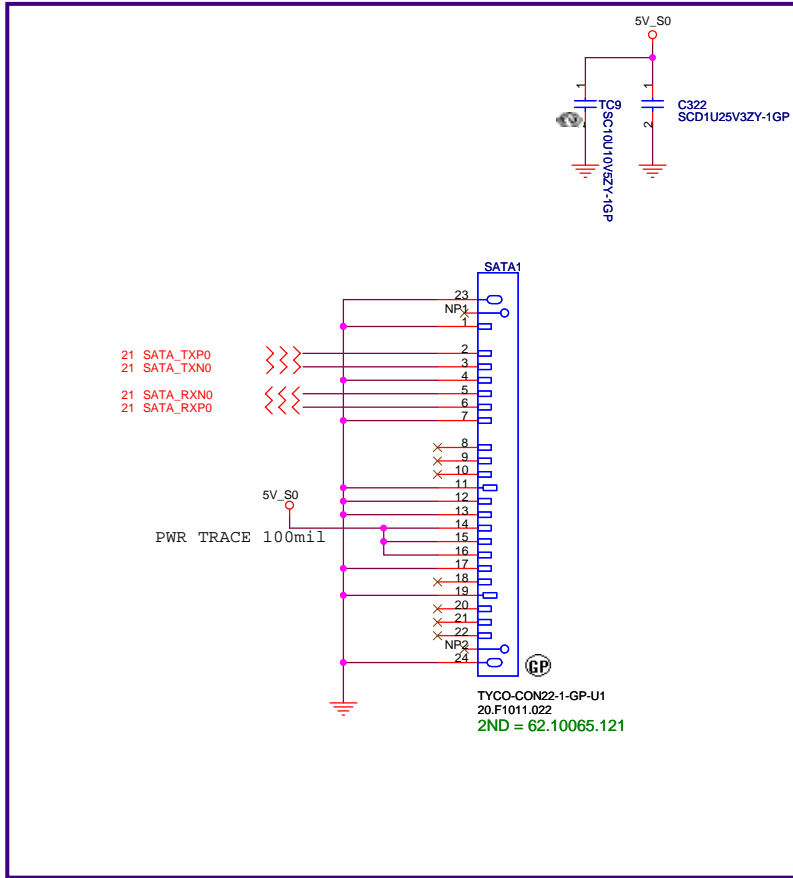 5V_S0
1
1
TC9
C322
SCD1U25V3ZY-1GP
2
SC10U10V5ZY-1GP
SATA1
23
NP1
1
21 SATA_TXP0
2
21 SATA_TXN0
3
4
21 SATA_RXN0
5
21 SATA_RXP0
6
7
8
9
10
11
5V_S0
12
13
14
PWR TRACE 100mil
15
16
17
18
19
20
21
22
NP2
24
GP
TYCO-CON22-1-GP-U1
20.F1011.022
2ND = 62.10065.121